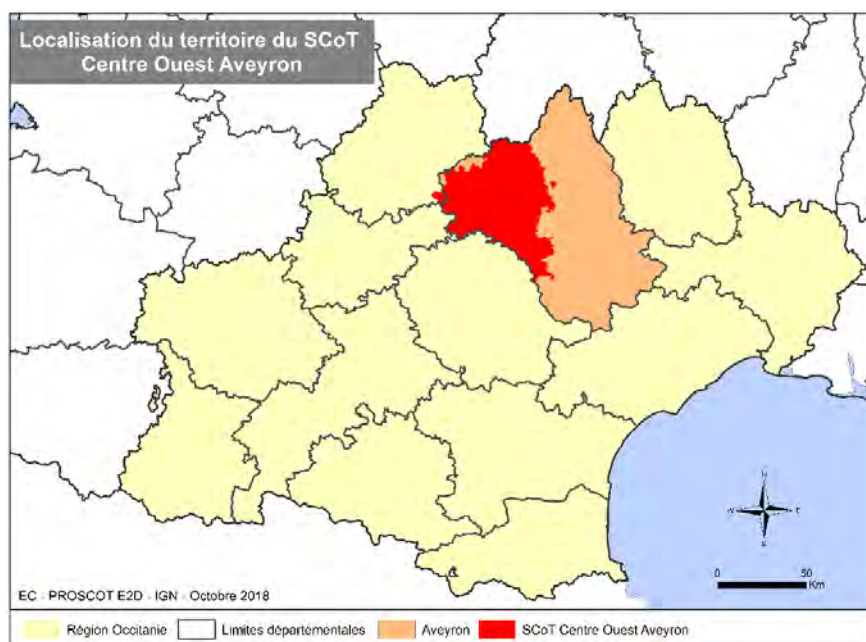 Localisation du territoire du SCoT
Centre Ouest Aveyron
W
E
S
0 50
Km
EC - PROSCOT E2D - IGN - Octobre 2018
Région Occitanie
Limites départementales
Aveyron
SCoT Centre Ouest Aveyron